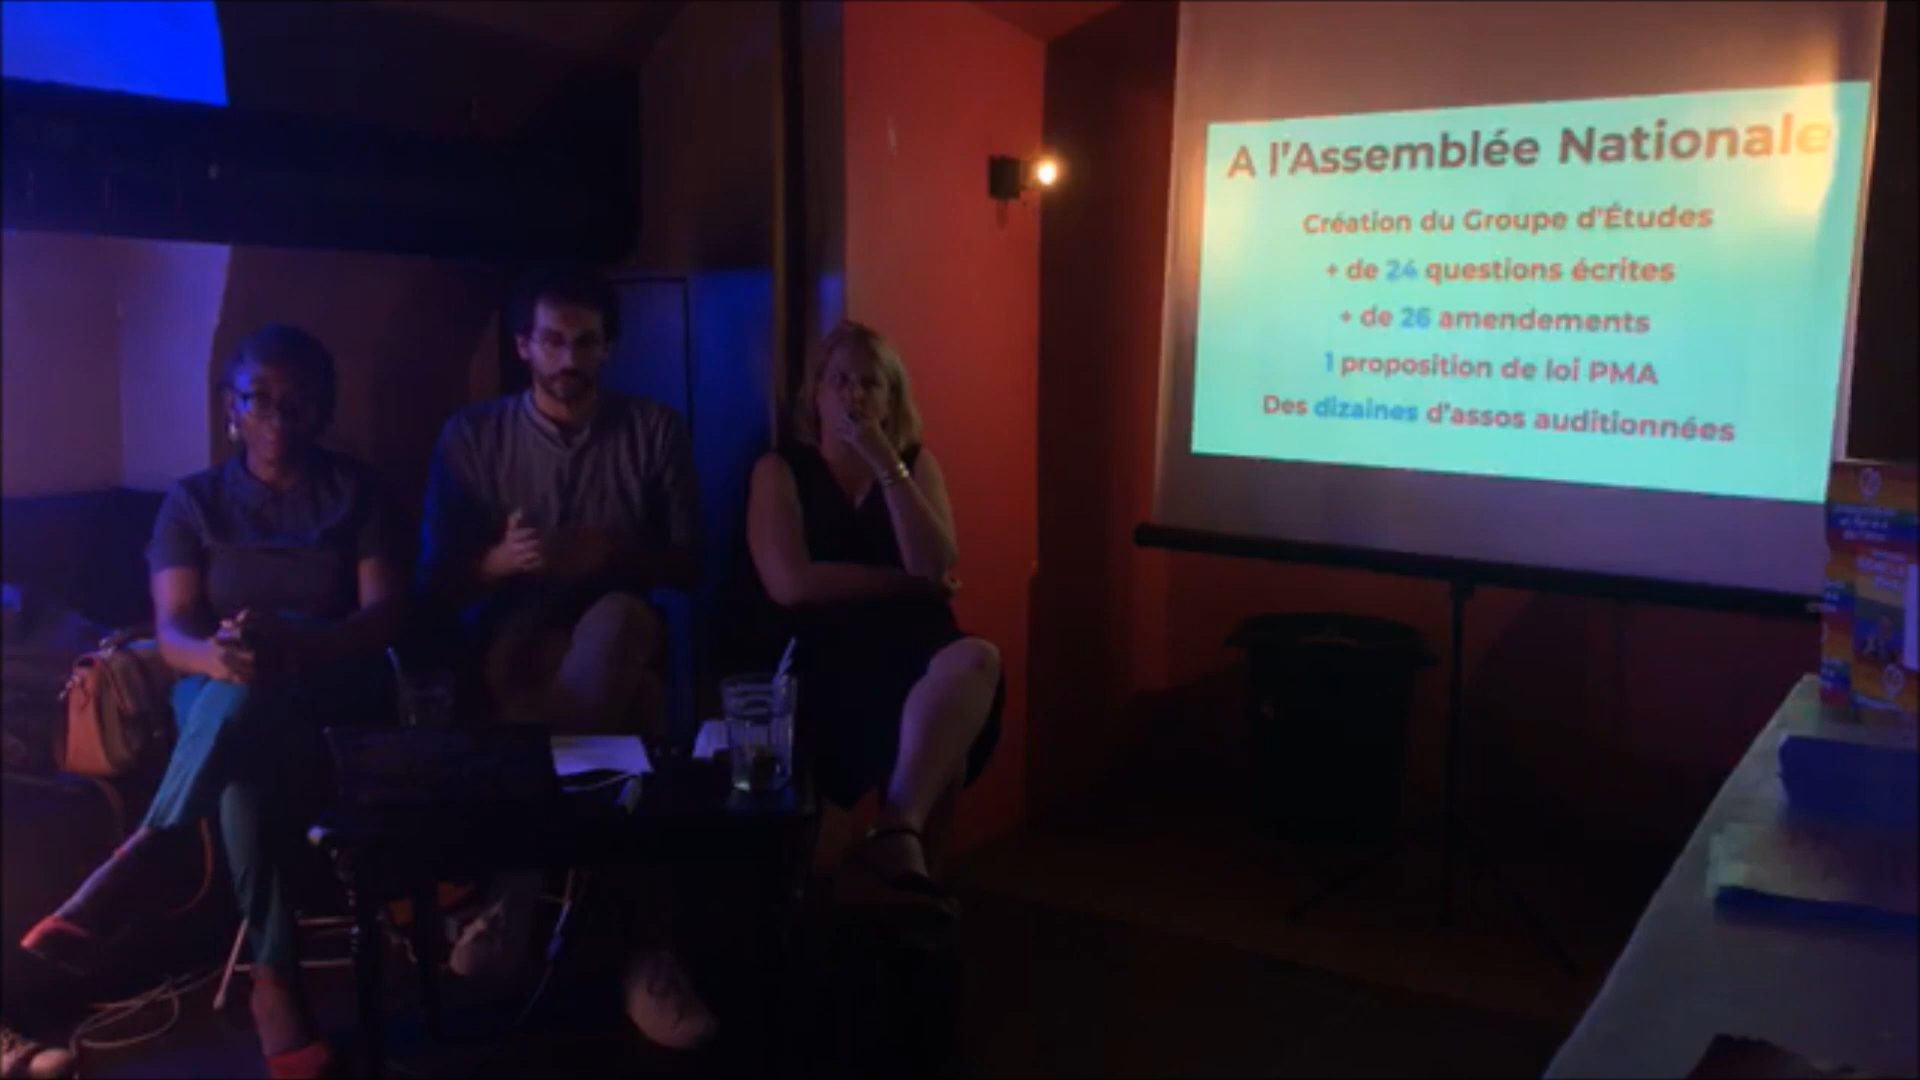 A l'Assemblée Nationale
Création du Groupe d'Études
+ de 24 questions écrites
+ de 26 amendements
1 proposition de loi PMA
Des dizaines d'assos auditionnées